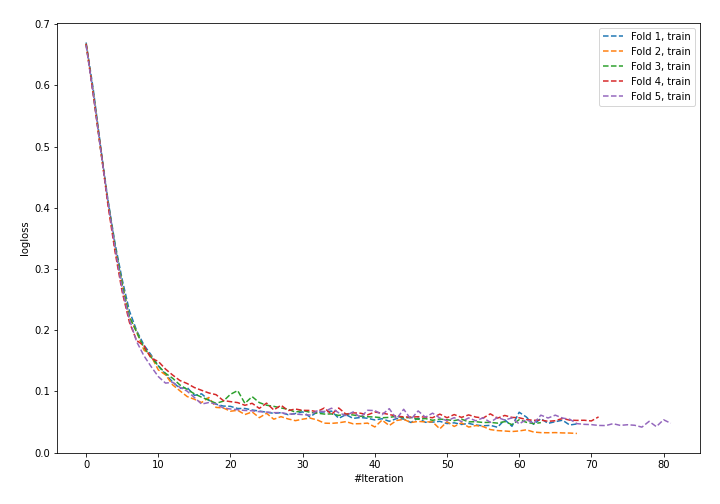 0.7
0.6
0.5
0.4
0.3
0.2
0.1
0.0
logloss
0 10 20 30 40 50 60 70 80
#Iteration
Fold 1, train
Fold 2, train
Fold 3, train
Fold 4, train
Fold 5, train